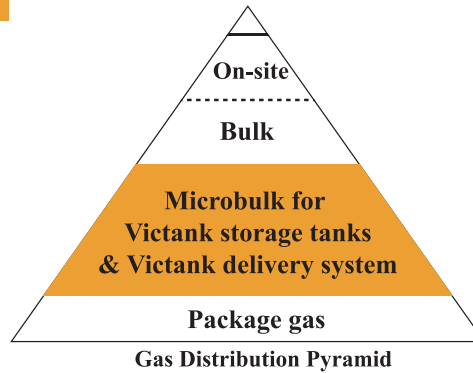 On-site
Bulk
Microbulk for
Victank storage tanks
& Victank delivery system
Package gas
Gas Distribution Pyramid